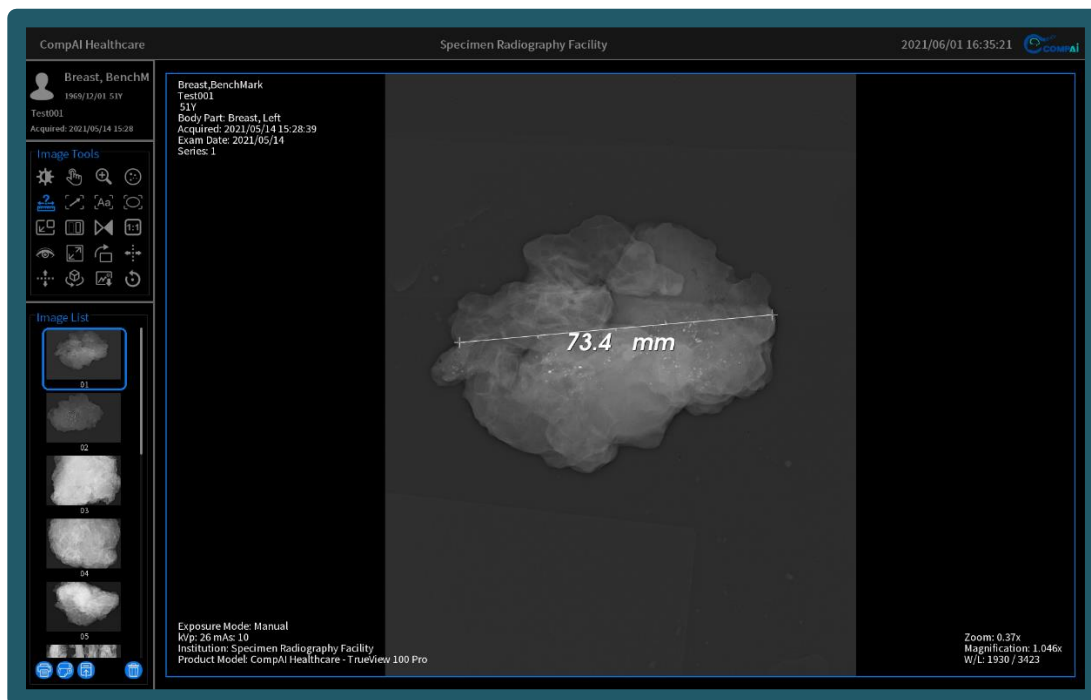 CompAI Healthcare
Specimen Radiography Facility
2021/06/01 16:35:21
COMPAi
Breast, BenchM
1969/12/01 51Y
Test001
Acquired: 2021/05/14 15:28
Image Tools
?
[Aa]
1:1
Image List
01
02
03
04
05
Breast,BenchMark
Test001
51Y
Body Part: Breast, Left
Acquired: 2021/05/14 15:28:39
Exam Date: 2021/05/14
Series: 1
73.4 mm
Exposure Mode: Manual
kVp: 26 mAs: 10
Institution: Specimen Radiography Facility
Product Model: CompAI Healthcare - TrueView 100 Pro
Zoom: 0.37x
Magnification: 1.046x
W/L: 1930 / 3423